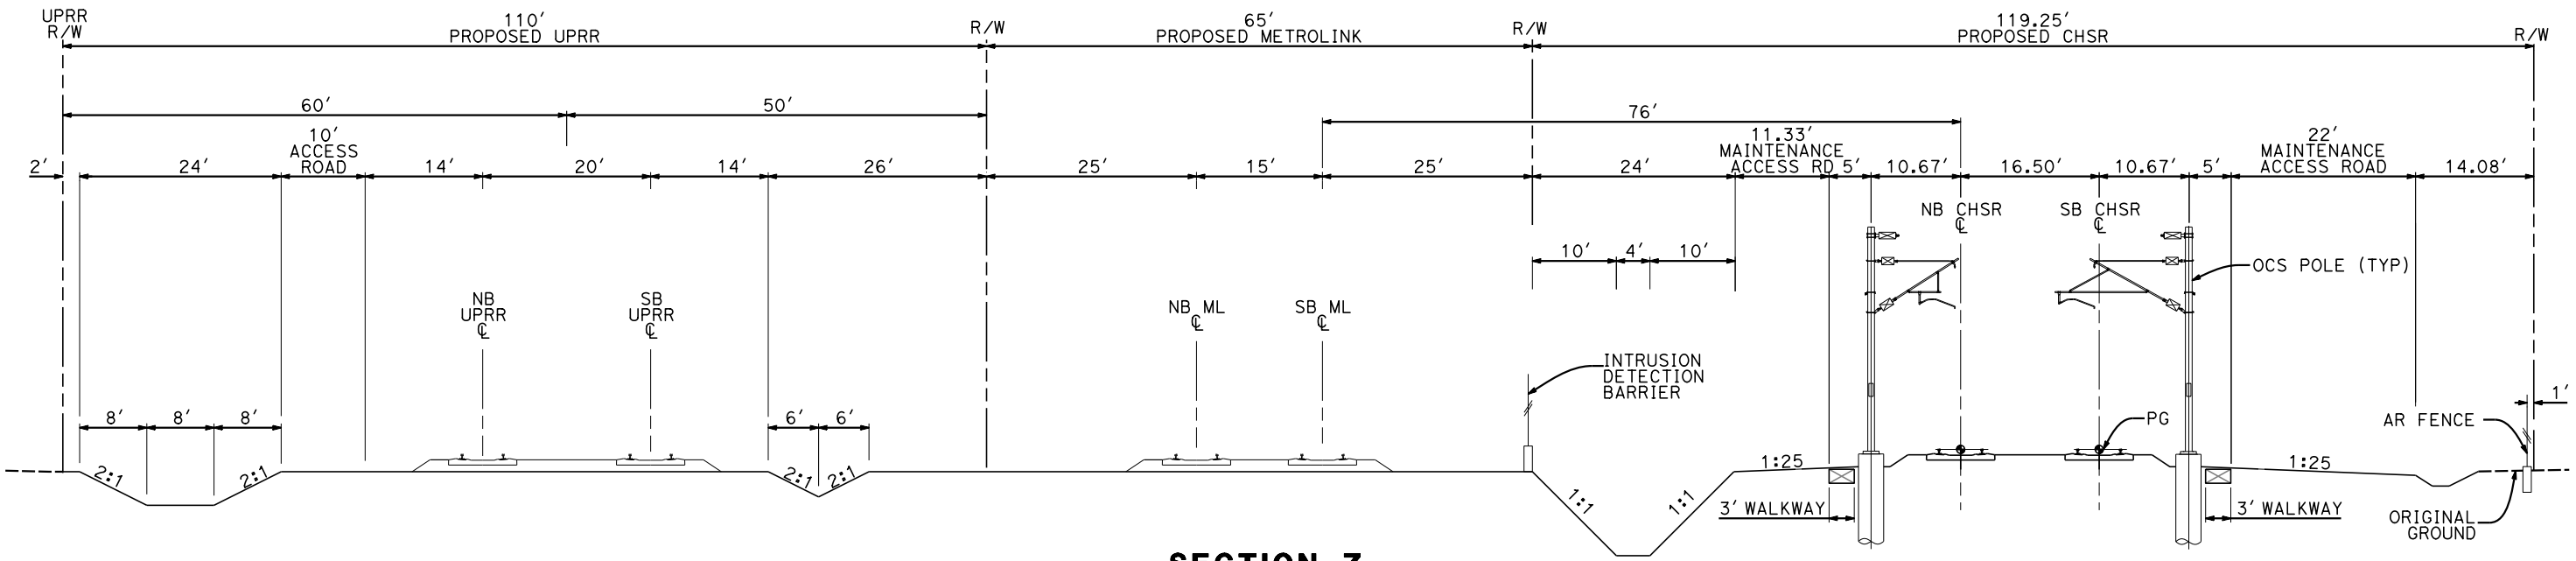 UPRR
R/W
110'
PROPOSED UPRR
R/W
65'
PROPOSED METROLINK
R/W
119.25'
PROPOSED CHSR
R/W
60'
50'
76'
2'
24'
10'
ACCESS
ROAD
14'
20'
14'
26'
25'
15'
25'
24'
11.33'
MAINTENANCE
ACCESS RD
5'
10.67'
16.50'
10.67'
5'
22'
MAINTENANCE
ACCESS ROAD
14.08'
NB CHSR
℄
SB CHSR
℄
10'
4'
10'
OCS POLE (TYP)
NB
UPRR
℄
SB
UPRR
℄
NB ML
℄
SB ML
℄
INTRUSION
DETECTION
BARRIER
8'
8'
8'
6'
6'
1'
PG
AR FENCE
2:1
2:1
2:1
2:1
1:1
1:1
1:25
1:25
3' WALKWAY
3' WALKWAY
ORIGINAL
GROUND